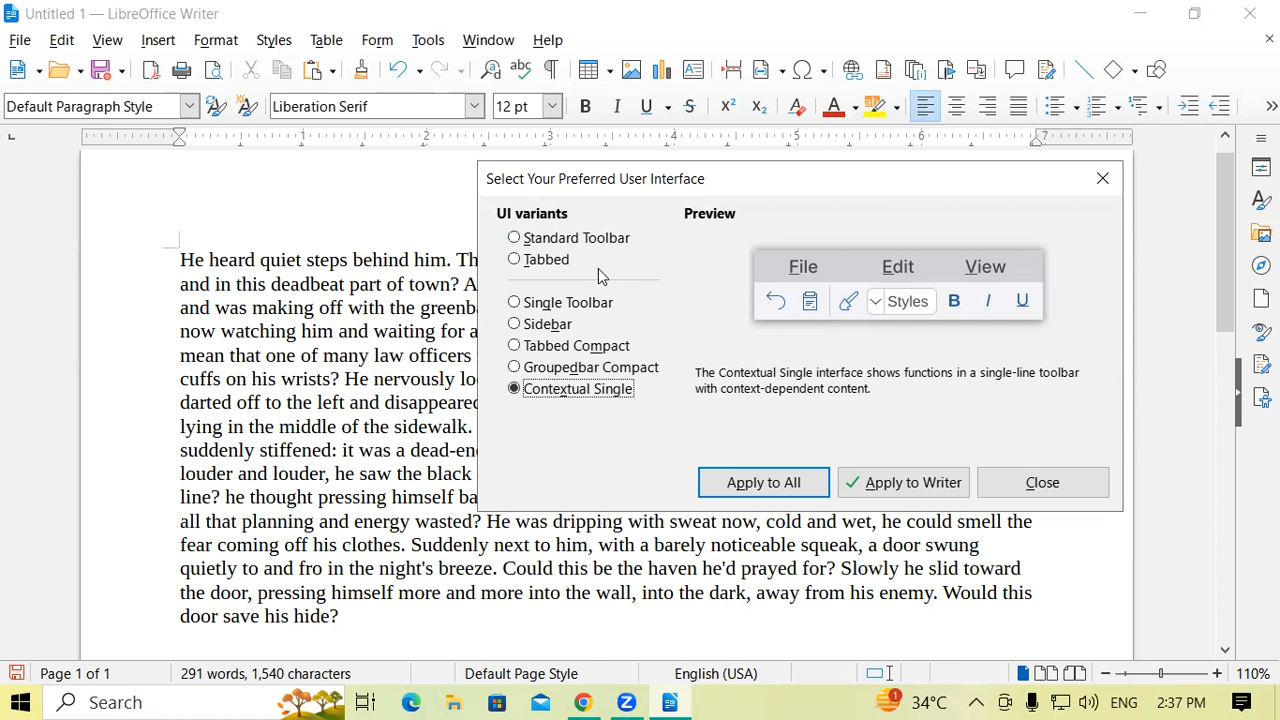 Untitled 1 — LibreOffice Writer
File Edit View Insert Format Styles Table Form Tools Window Help
Default Paragraph Style Liberation Serif 12 pt
1 2 3 4 5 6 7
Select Your Preferred User Interface
UI variants
Standard Toolbar
Tabbed
Single Toolbar
Sidebar
Tabbed Compact
Groupedbar Compact
Contextual Single
Preview
File Edit View
Styles B I U
The Contextual Single interface shows functions in a single-line toolbar
with context-dependent content.
Apply to All Apply to Writer Close
He heard quiet steps behind him. Th
and in this deadbeat part of town? A
and was making off with the greenba
now watching him and waiting for a
mean that one of many law officers
cuffs on his wrists? He nervously lo
darted off to the left and disappeared
lying in the middle of the sidewalk.
suddenly stiffened: it was a dead-en
louder and louder, he saw the black
line? he thought pressing himself ba
all that planning and energy wasted? He was dripping with sweat now, cold and wet, he could smell the
fear coming off his clothes. Suddenly next to him, with a barely noticeable squeak, a door swung
quietly to and fro in the night's breeze. Could this be the haven he'd prayed for? Slowly he slid toward
the door, pressing himself more and more into the wall, into the dark, away from his enemy. Would this
door save his hide?
Page 1 of 1 291 words, 1,540 characters Default Page Style English (USA) 110%
Search 1 34°C ENG 2:37 PM